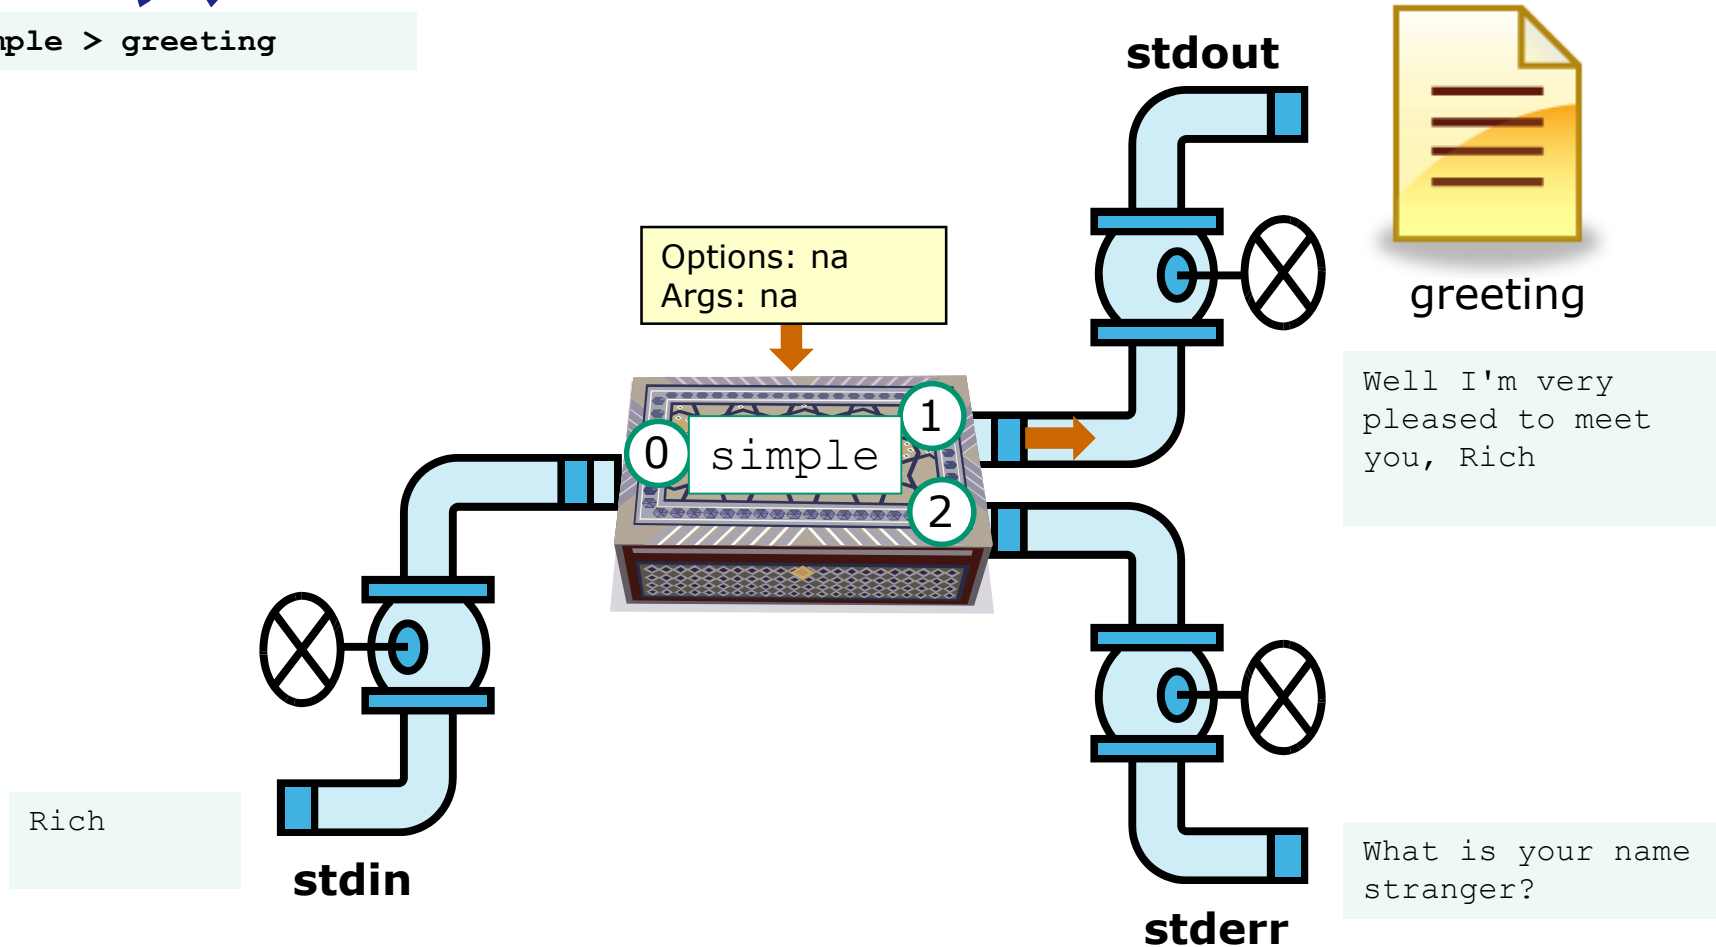 > greeting
stdout
Options: na
Args: na
greeting
Well I'm very
pleased to meet
you, Rich
1
0
simple
2
Rich
stdin
What is your name
stranger?
stderr